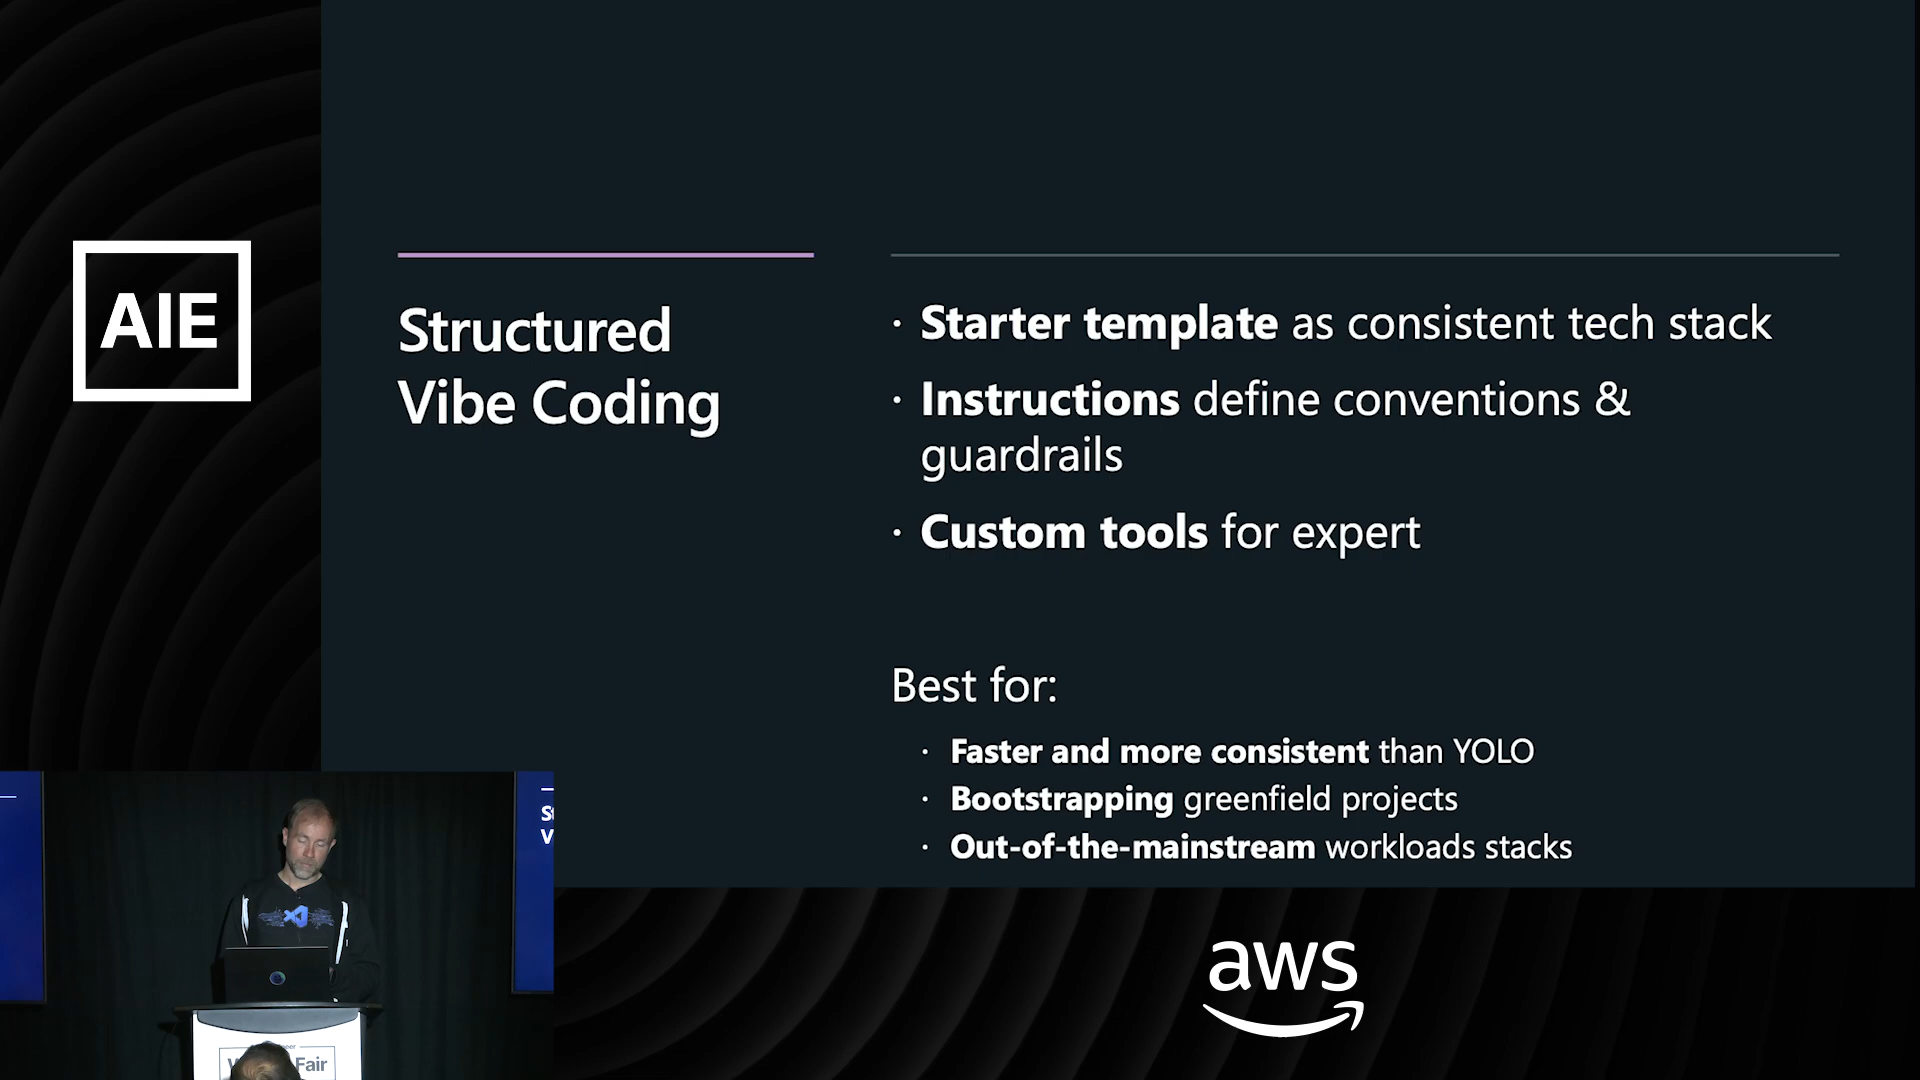 AIE
Structured
Vibe Coding
· Starter template as consistent tech stack
· Instructions define conventions &
guardrails
· Custom tools for expert
Best for:
· Faster and more consistent than YOLO
· Bootstrapping greenfield projects
· Out-of-the-mainstream workloads stacks
aws
Fair